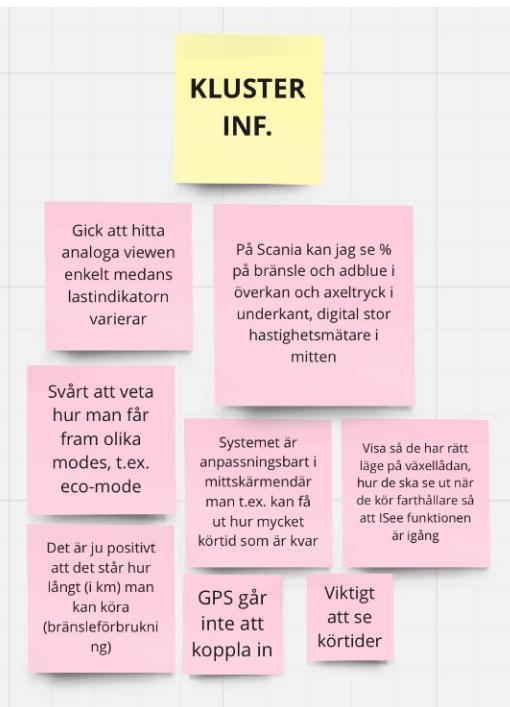 KLUSTER
INF.
Gick att hitta
analoga viewen
enkelt medans
lastindikatorn
varierar
På Scania kan jag se %
på bränsle och adblue i
överkan och axeltryck i
underkant, digital stor
hastighetsmätare i
mitten
Svårt att veta
hur man får
fram olika
modes, t.ex.
eco-mode
Systemet är
anpassningsbart i
mittskärmendär
man t.ex. kan få
ut hur mycket
körtid som är kvar
Visa så de har rätt
läge på växellådan,
hur de ska se ut när
de kör farthållare så
att ISee funktionen
är igång
Det är ju positivt
att det står hur
långt (i km) man
kan köra
(bränsleförbrukni
ng)
GPS går
inte att
koppla in
Viktigt
att se
körtider